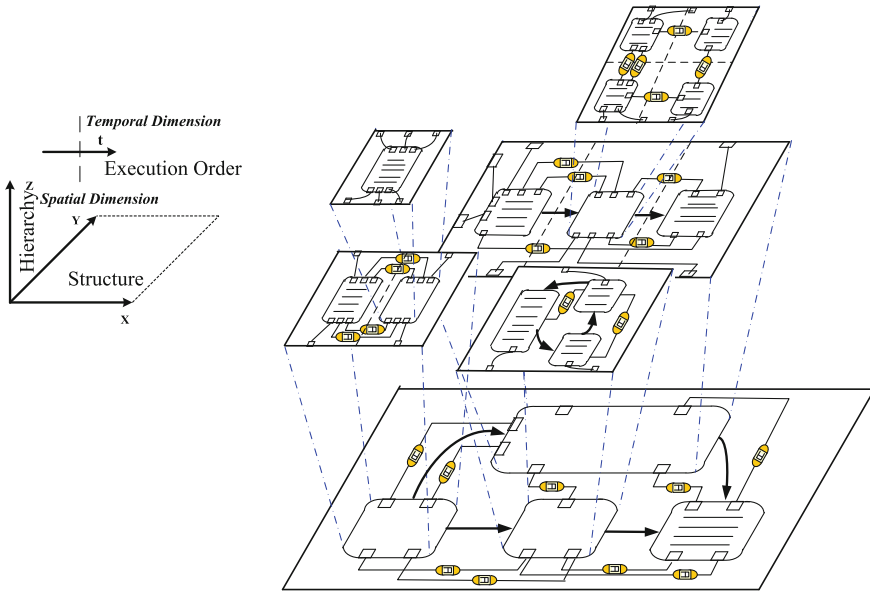 Temporal Dimension
t
Execution Order
Z
Spatial Dimension
Y
Hierarchy
Structure
X